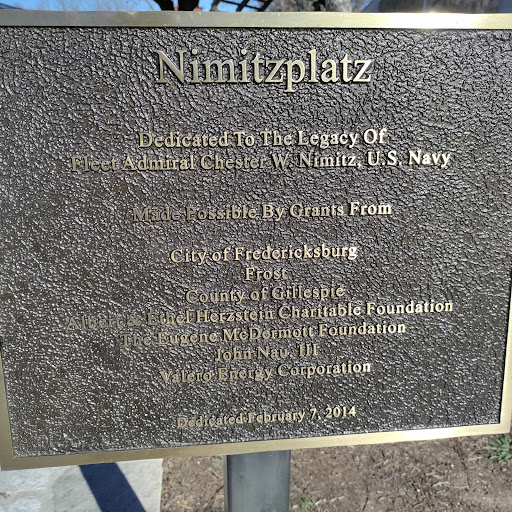 Nimitzplatz
Dedicated To The Legacy Of
Fleet Admiral Chester W. Nimitz, U.S. Navy
Made Possible By Grants From
City of Fredericksburg
Frost
County of Gillespie
Albert & Ethel Herzstein Charitable Foundation
The Eugene McDermott Foundation
John Nau, III
Valero Energy Corporation
Dedicated February 7, 2014